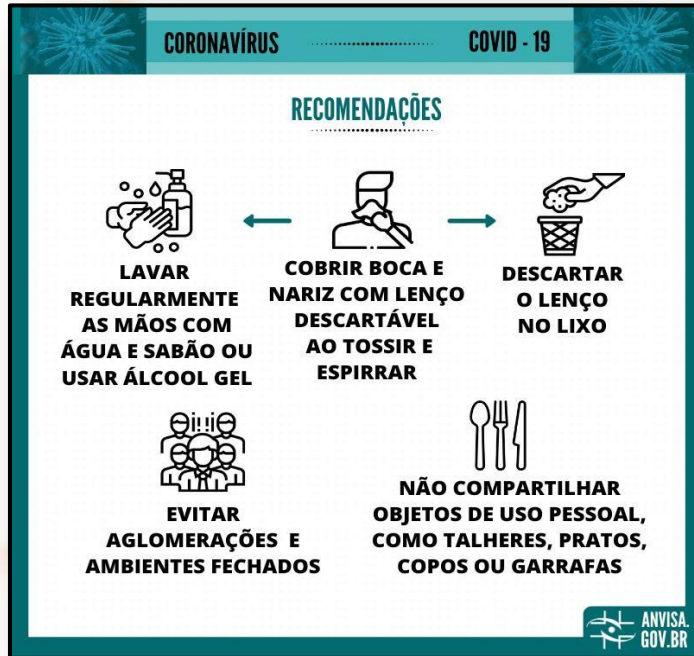 CORONAVÍRUS
COVID - 19
RECOMENDAÇÕES
LAVAR
REGULARMENTE
AS MÃOS COM
ÁGUA E SABÃO OU
USAR ÁLCOOL GEL
COBRIR BOCA E
NARIZ COM LENÇO
DESCARTÁVEL
AO TOSSIR E
ESPIRRAR
DESCARTAR
O LENÇO
NO LIXO
EVITAR
AGLOMERAÇÕES E
AMBIENTES FECHADOS
NÃO COMPARTILHAR
OBJETOS DE USO PESSOAL,
COMO TALHERES, PRATOS,
COPOS OU GARRAFAS
ANVISA.
GOV.BR